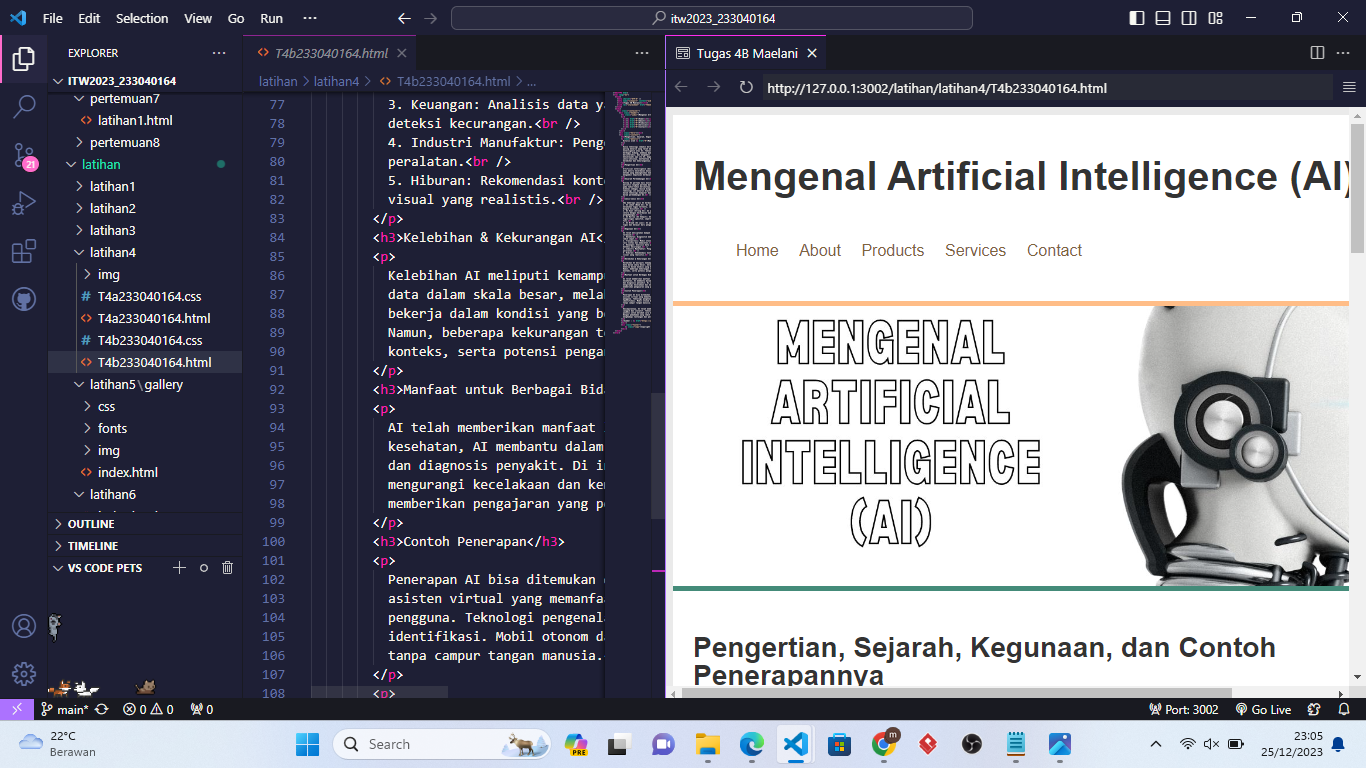 File Edit Selection View Go Run ···
itw2023_233040164
EXPLORER
ITW2023_233040164
pertemuan7
latihan1.html
pertemuan8
latihan
latihan1
latihan2
latihan3
latihan4
img
T4a233040164.css
T4a233040164.html
T4b233040164.css
T4b233040164.html
latihan5\gallery
css
fonts
img
index.html
latihan6
OUTLINE
TIMELINE
VS CODE PETS
21
T4b233040164.html
latihan > latihan4 > T4b233040164.html > ...
77 3. Keuangan: Analisis data ya
78 deteksi kecurangan.<br />
79 4. Industri Manufaktur: Peng
80 peralatan.<br />
81 5. Hiburan: Rekomendasi kont
82 visual yang realistis.<br />
83 </p>
84 <h3>Kelebihan & Kekurangan AI<
85 <p>
86 Kelebihan AI meliputi kemamp
87 data dalam skala besar, mela
88 bekerja dalam kondisi yang b
89 Namun, beberapa kekurangan t
90 konteks, serta potensi penga
91 </p>
92 <h3>Manfaat untuk Berbagai Bid
93 <p>
94 AI telah memberikan manfaat
95 kesehatan, AI membantu dalam
96 dan diagnosis penyakit. Di i
97 mengurangi kecelakaan dan ke
98 memberikan pengajaran yang p
99 </p>
100 <h3>Contoh Penerapan</h3>
101 <p>
102 Penerapan AI bisa ditemukan
103 asisten virtual yang memanfa
104 pengguna. Teknologi pengenal
105 identifikasi. Mobil otonom d
106 tanpa campur tangan manusia.
107 </p>
108 <p>
Tugas 4B Maelani
http://127.0.0.1:3002/latihan/latihan4/T4b233040164.html
Mengenal Artificial Intelligence (AI)
Home About Products Services Contact
MENGENAL
ARTIFICIAL
INTELLIGENCE
(AI)
Pengertian, Sejarah, Kegunaan, dan Contoh
Penerapannya
main* 0 0 0
Port: 3002 Go Live
22°C
Berawan
Search
PRE
m
23:05
25/12/2023